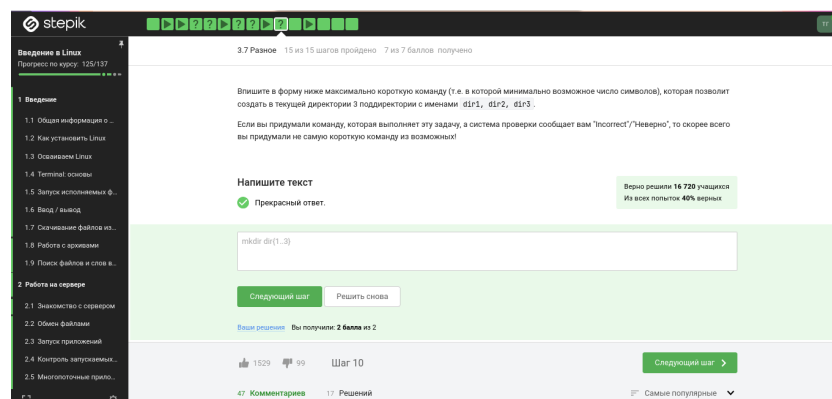 stepik
Введение в Linux
Прогресс по курсу: 125/137
1 Введение
1.1 Общая информация о ...
1.2 Как установить Linux
1.3 Осваиваем Linux
1.4 Terminal: основы
1.5 Запуск исполняемых ф...
1.6 Ввод / вывод
1.7 Скачивание файлов из...
1.8 Работа с архивами
1.9 Поиск файлов и слов в...
2 Работа на сервере
2.1 Знакомство с сервером
2.2 Обмен файлами
2.3 Запуск приложений
2.4 Контроль запускаемых...
2.5 Многопоточные прило...
3.7 Разное 15 из 15 шагов пройдено 7 из 7 баллов получено
Впишите в форму ниже максимально короткую команду (т.е. в которой минимально возможное число символов), которая позволит
создать в текущей директории 3 поддиректории с именами dir1, dir2, dir3 .
Если вы придумали команду, которая выполняет эту задачу, а система проверки сообщает вам "Incorrect"/"Неверно", то скорее всего
вы придумали не самую короткую команду из возможных!
Напишите текст
Прекрасный ответ.
Верно решили 16 720 учащихся
Из всех попыток 40% верных
mkdir dir{1..3}
Следующий шаг Решить снова
Ваши решения Вы получили: 2 балла из 2
1529 99 Шаг 10 Следующий шаг
47 Комментариев 17 Решений Самые популярные